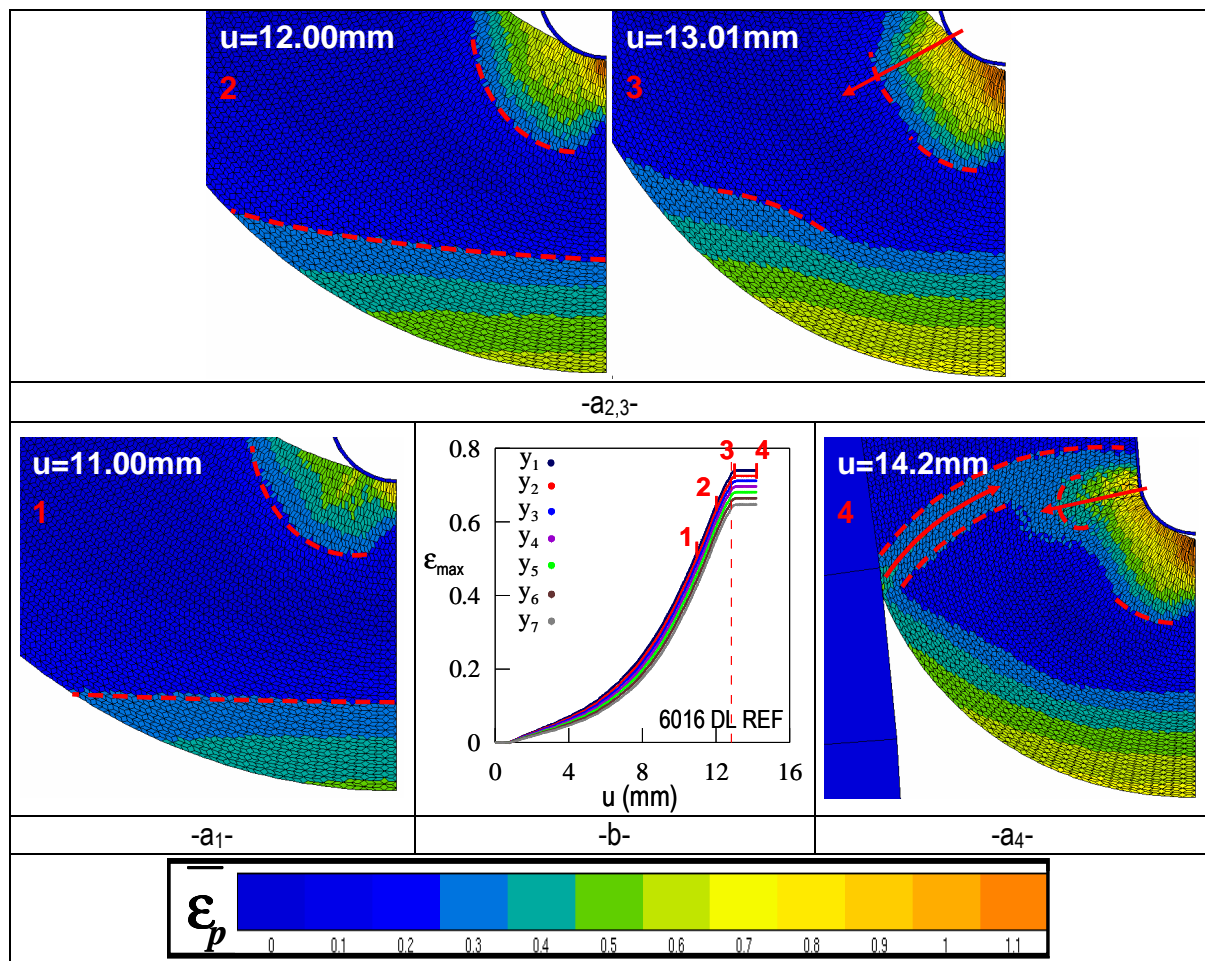 u=12.00mm
2
u=13.01mm
3
-a2,3-
u=11.00mm
1
0.8
0.6
0.4
0.2
0
εmax
y1
y2
y3
y4
y5
y6
y7
1
2
3
4
6016 DL REF
0 4 8 12 16
u (mm)
u=14.2mm
4
-a1-
-b-
-a4-
ε̅p
0 0.1 0.2 0.3 0.4 0.5 0.6 0.7 0.8 0.9 1 1.1